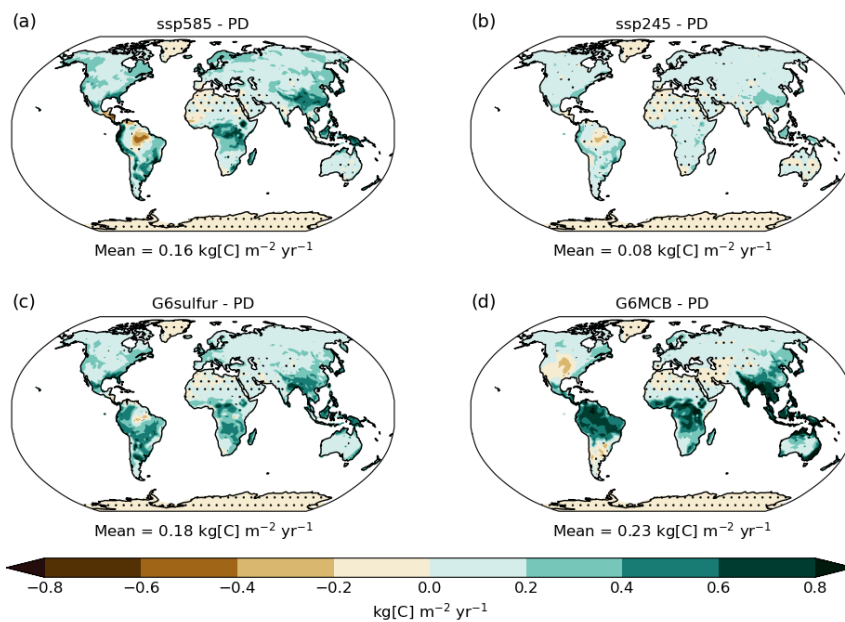 (a)
ssp585 - PD
Mean = 0.16 kg[C] m⁻² yr⁻¹
(b)
ssp245 - PD
Mean = 0.08 kg[C] m⁻² yr⁻¹
(c)
G6sulfur - PD
Mean = 0.18 kg[C] m⁻² yr⁻¹
(d)
G6MCB - PD
Mean = 0.23 kg[C] m⁻² yr⁻¹
−0.8 −0.6 −0.4 −0.2 0.0 0.2 0.4 0.6 0.8
kg[C] m⁻² yr⁻¹